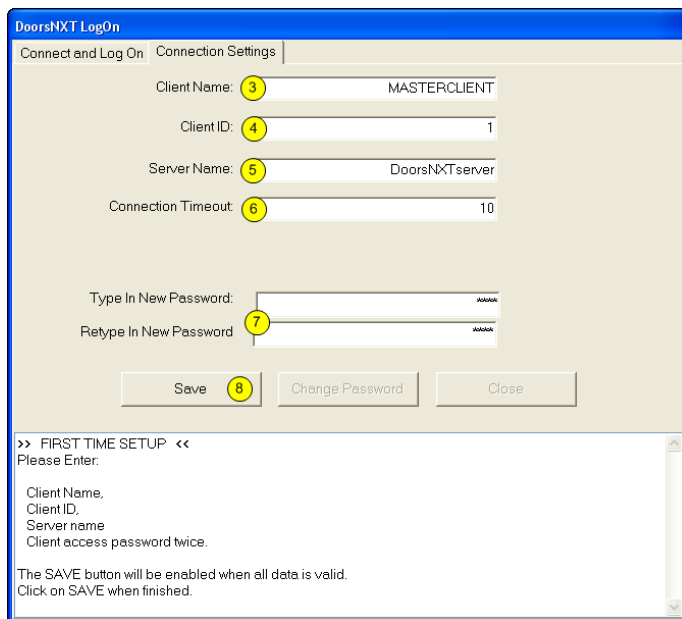 DoorsNXT LogOn
Connect and Log On Connection Settings
Client Name: 3 MASTERCLIENT
Client ID: 4 1
Server Name: 5 DoorsNXTserver
Connection Timeout: 6 10
Type In New Password: ****
7
Retype In New Password ****
Save 8 Change Password Close
>> FIRST TIME SETUP <<
Please Enter:
Client Name,
Client ID,
Server name
Client access password twice.
The SAVE button will be enabled when all data is valid.
Click on SAVE when finished.